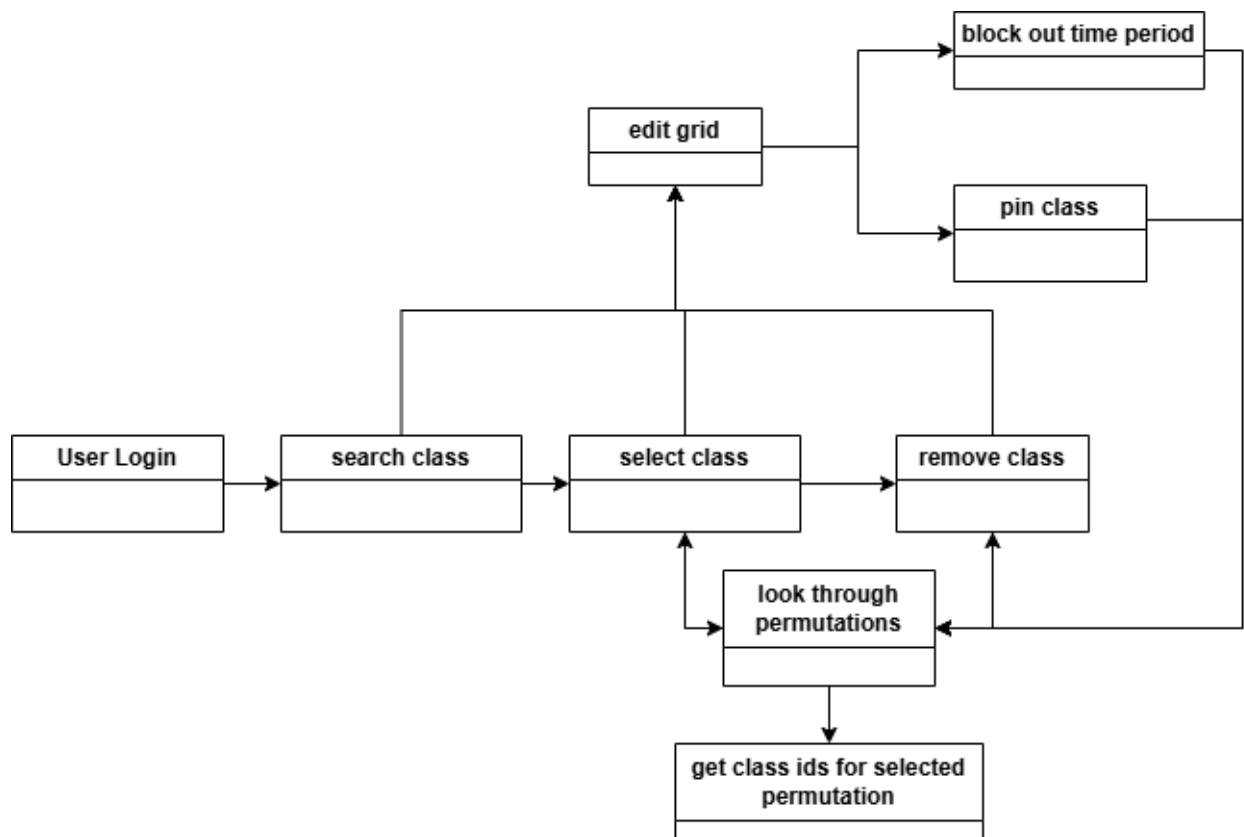 block out time period
edit grid
pin class
User Login
search class
select class
remove class
look through
permutations
get class ids for selected
permutation